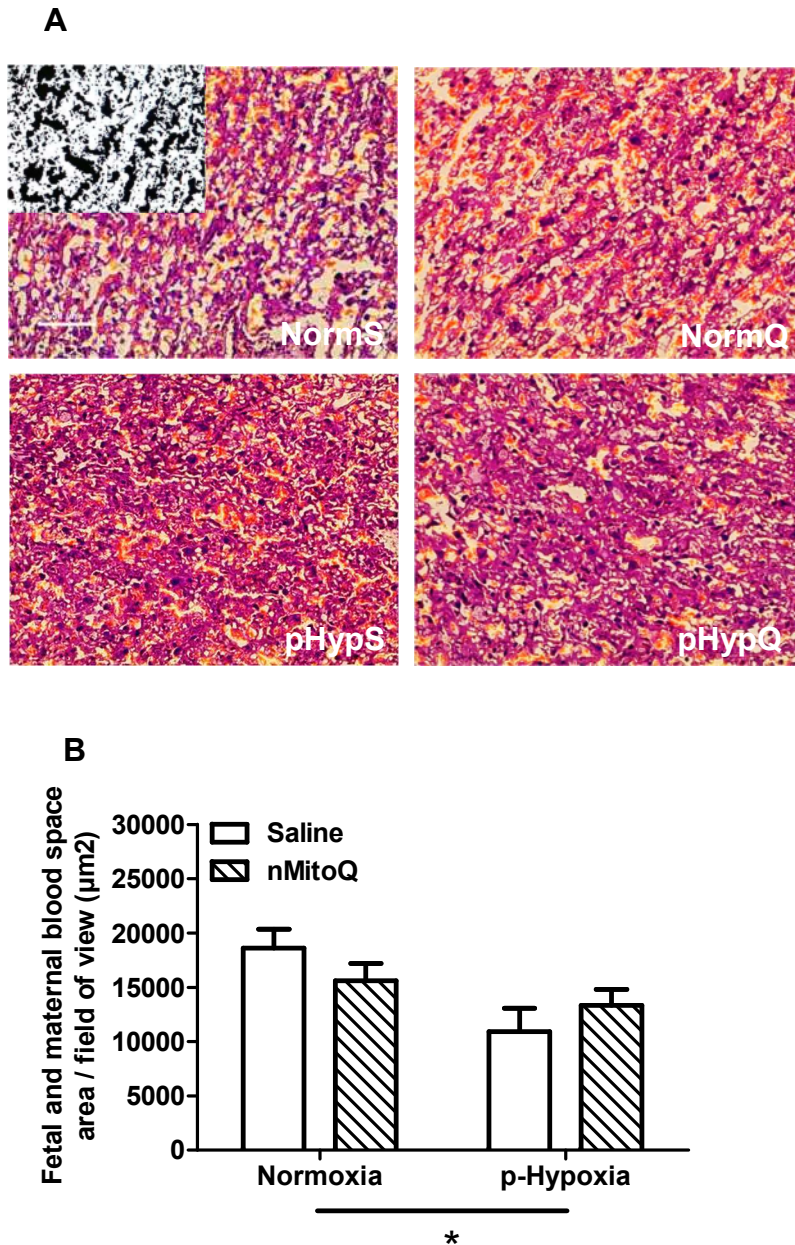 A
NormS
NormQ
pHypS
pHypQ
B
Fetal and maternal blood space
area / field of view (µm2)
30000
25000
20000
15000
10000
5000
0
Saline
nMitoQ
Normoxia
p-Hypoxia
*